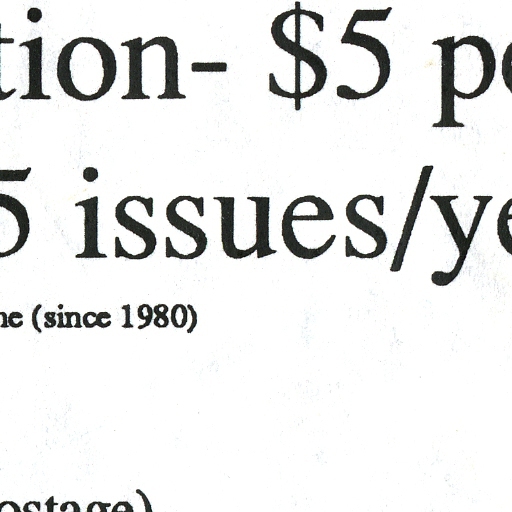 tion- $5 pe
5 issues/ye
ne (since 1980)
ostage)